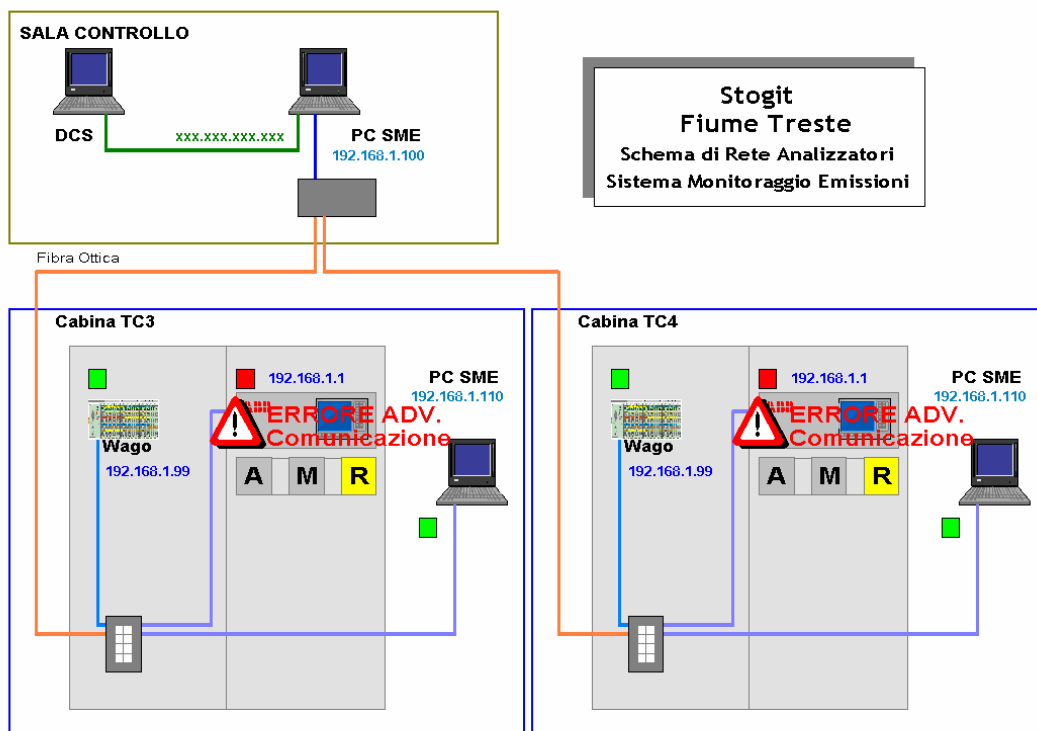 SALA CONTROLLO
DCS
xxx.xxx.xxx.xxx
PC SME
192.168.1.100
Stogit
Fiume Treste
Schema di Rete Analizzatori
Sistema Monitoraggio Emissioni
Fibra Ottica
Cabina TC3
192.168.1.1
PC SME
192.168.1.110
ABB
ERRORE ADV.
Comunicazione
Wago
192.168.1.99
A M R
Cabina TC4
192.168.1.1
PC SME
192.168.1.110
ABB
ERRORE ADV.
Comunicazione
Wago
192.168.1.99
A M R